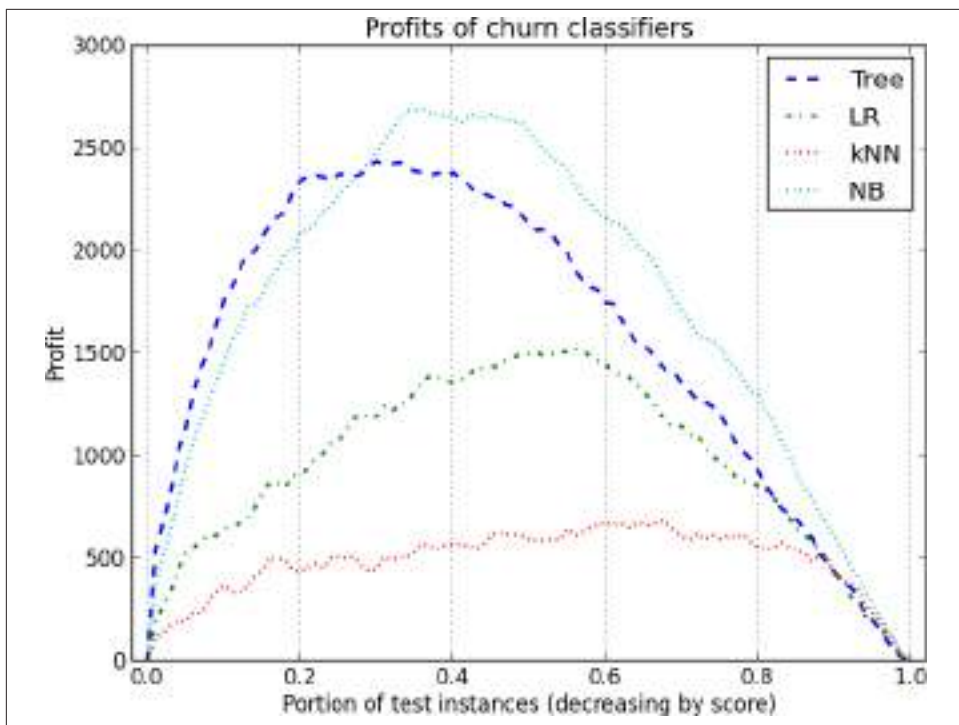 Profits of churn classifiers
3000
2500
2000
1500
1000
500
0
Profit
Tree
LR
kNN
NB
0.0 0.2 0.4 0.6 0.8 1.0
Portion of test instances (decreasing by score)